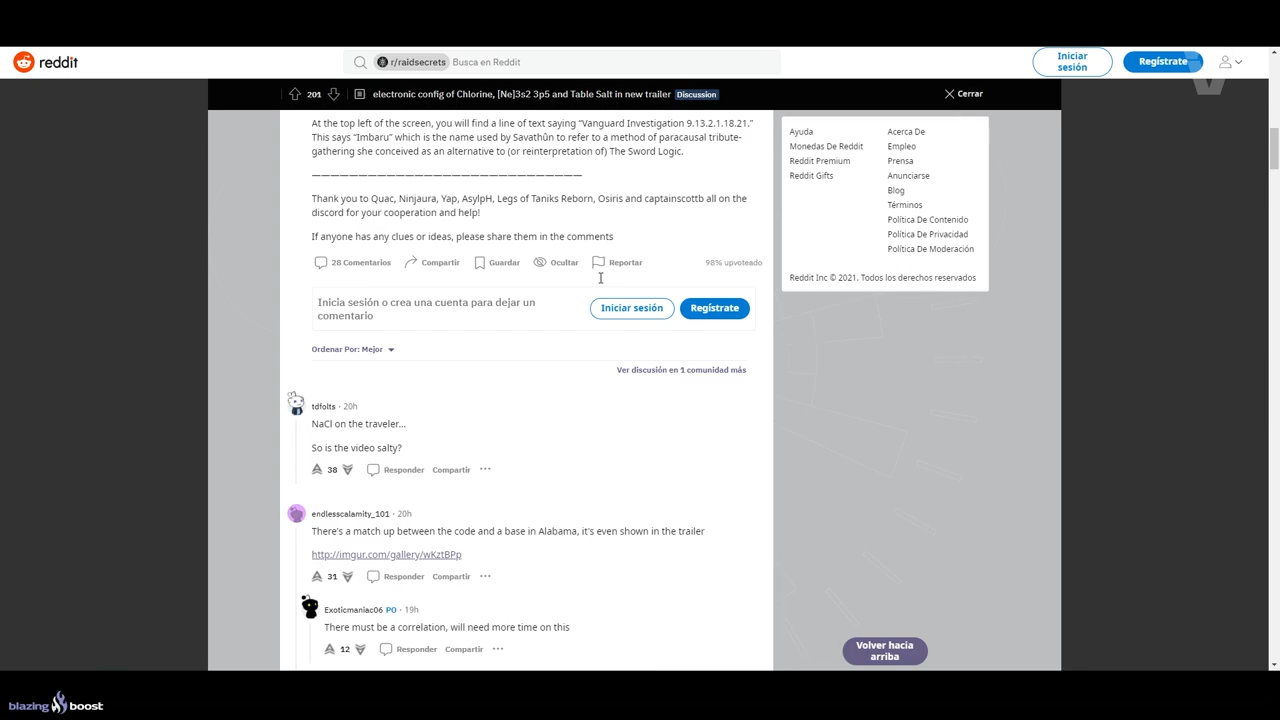 reddit
r/raidsecrets
Busca en Reddit
Iniciar sesión
Regístrate
201
electronic config of Chlorine, [Ne]3s2 3p5 and Table Salt in new trailer
Discussion
Cerrar
At the top left of the screen, you will find a line of text saying “Vanguard Investigation 9.13.2.1.18.21.”
This says “Imbaru” which is the name used by Savathûn to refer to a method of paracausal tribute-
gathering she conceived as an alternative to (or reinterpretation of) The Sword Logic.
——————————————————————————
Thank you to Quac, Ninjaura, Yap, AsylpH, Legs of Taniks Reborn, Osiris and captainscottb all on the
discord for your cooperation and help!
If anyone has any clues or ideas, please share them in the comments
28 Comentarios
Compartir
Guardar
Ocultar
Reportar
98% upvoteado
Inicia sesión o crea una cuenta para dejar un
comentario
Iniciar sesión
Regístrate
Ordenar Por: Mejor
Ver discusión en 1 comunidad más
tdfolts · 20h
NaCl on the traveler…
So is the video salty?
38
Responder
Compartir
···
endlesscalamity_101 · 20h
There's a match up between the code and a base in Alabama, it's even shown in the trailer
http://imgur.com/gallery/wKztBPp
31
Responder
Compartir
···
Exoticmaniac06 PO · 19h
There must be a correlation, will need more time on this
12
Responder
Compartir
···
Ayuda
Acerca De
Monedas De Reddit
Empleo
Reddit Premium
Prensa
Reddit Gifts
Anunciarse
Blog
Términos
Política De Contenido
Política De Privacidad
Política De Moderación
Reddit Inc © 2021. Todos los derechos reservados
Volver hacia
arriba
blazing boost